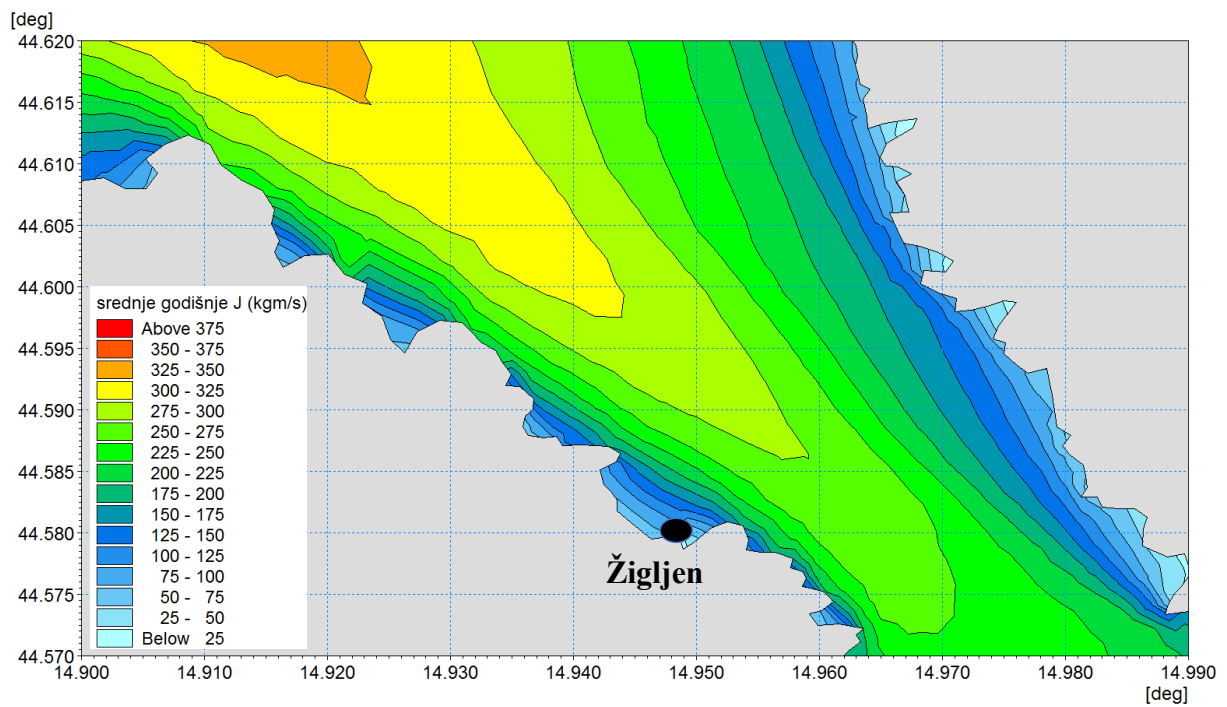 [deg]
44.620
44.615
44.610
44.605
44.600
44.595
44.590
44.585
44.580
44.575
44.570
srednje godišnje J (kgm/s)
Above 375
350 - 375
325 - 350
300 - 325
275 - 300
250 - 275
225 - 250
200 - 225
175 - 200
150 - 175
125 - 150
100 - 125
75 - 100
50 - 75
25 - 50
Below 25
Žigljen
14.900 14.910 14.920 14.930 14.940 14.950 14.960 14.970 14.980 14.990
[deg]